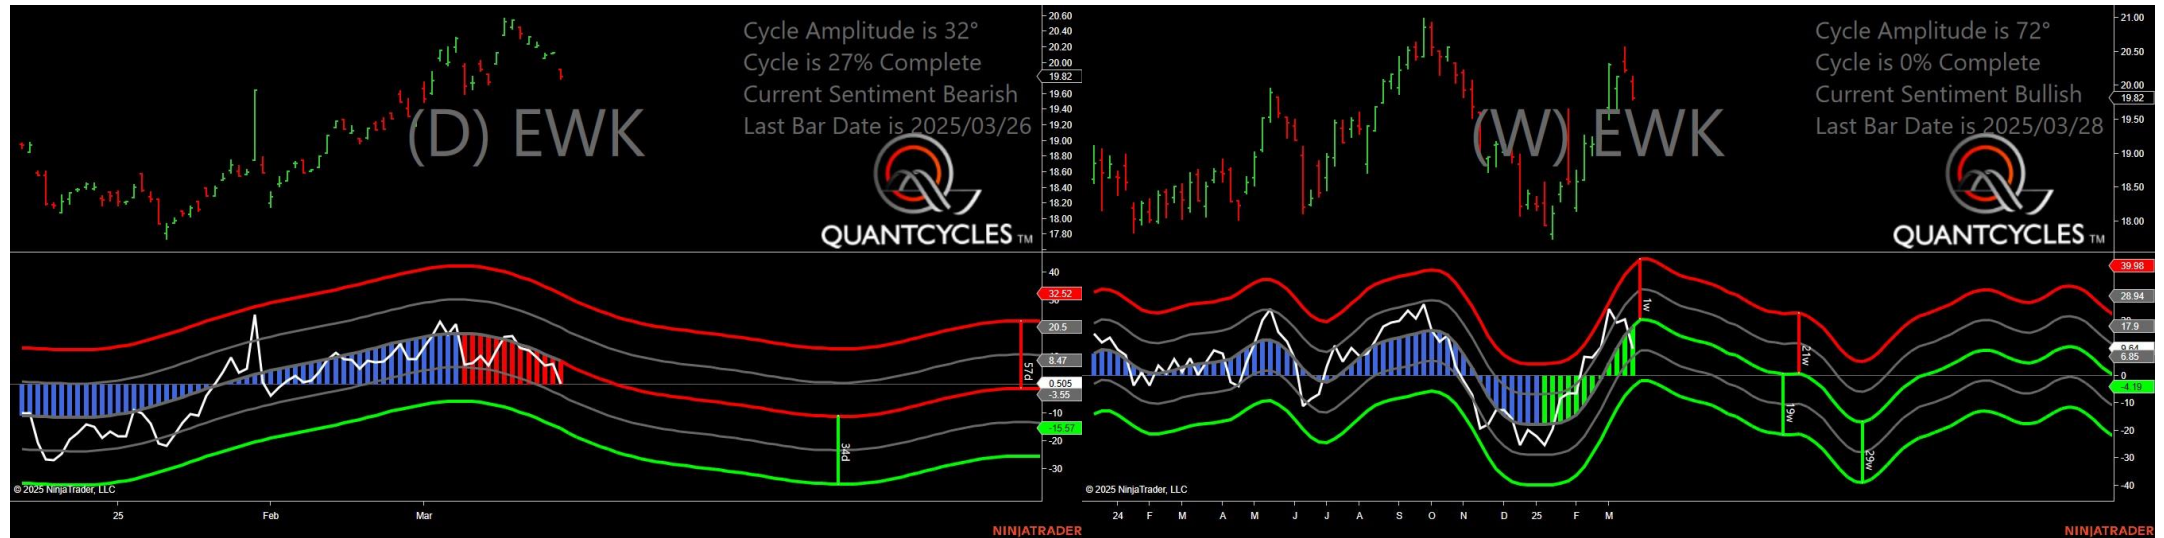 Cycle Amplitude is 32°
Cycle is 27% Complete
Current Sentiment Bearish
Last Bar Date is 2025/03/26
(D) EWK
QUANTCYCLES TM
20.60
20.40
20.20
20.00
19.82
19.60
19.40
19.20
19.00
18.80
18.60
18.40
18.20
18.00
17.80
40
32.52
20.5
8.47
0.505
-3.55
-10
-15.57
-20
-30
57d
34d
© 2025 NinjaTrader, LLC
25 Feb Mar
NINJATRADER
Cycle Amplitude is 72°
Cycle is 0% Complete
Current Sentiment Bullish
Last Bar Date is 2025/03/28
(W) EWK
QUANTCYCLES TM
21.00
20.50
20.00
19.82
19.50
19.00
18.50
18.00
39.98
28.94
17.9
9.64
6.85
0
-4.19
-10
-20
-30
-40
1w
21w
19w
29w
© 2025 NinjaTrader, LLC
24 F M A M J J A S O N D 25 F M
NINJATRADER